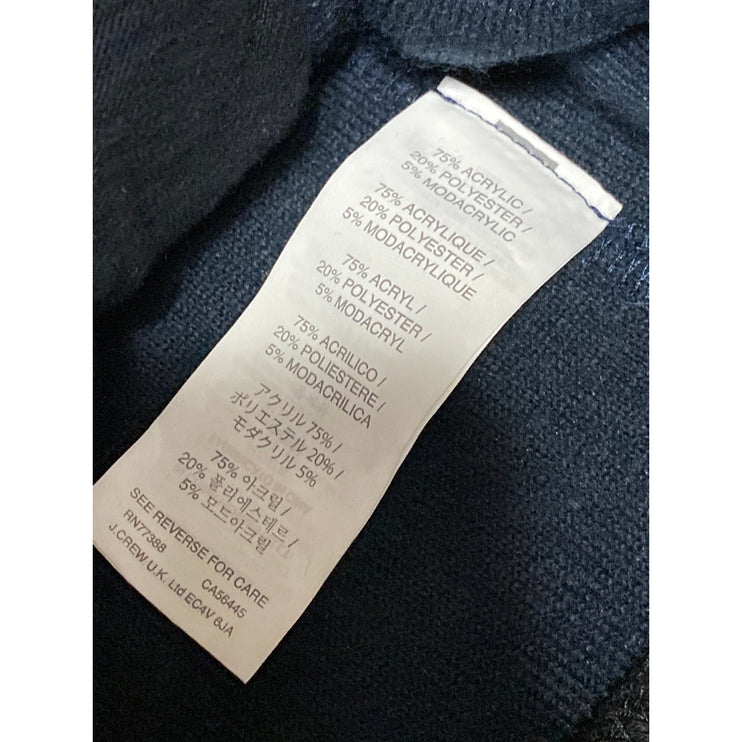 75% ACRYLIC /
20% POLYESTER /
5% MODACRYLIC
75% ACRYLIQUE /
20% POLYESTER /
5% MODACRYLIQUE
75% ACRYL /
20% POLYESTER /
5% MODACRYL
75% ACRILICO /
20% POLIESTERE /
5% MODACRILICA
アクリル 75% /
ポリエステル 20% /
モダクリル 5%
75% 아크릴 /
20% 폴리에스테르 /
5% 모드아크릴
SEE REVERSE FOR CARE
RN77388 CA56445
J.CREW U.K. Ltd EC4V 6JA